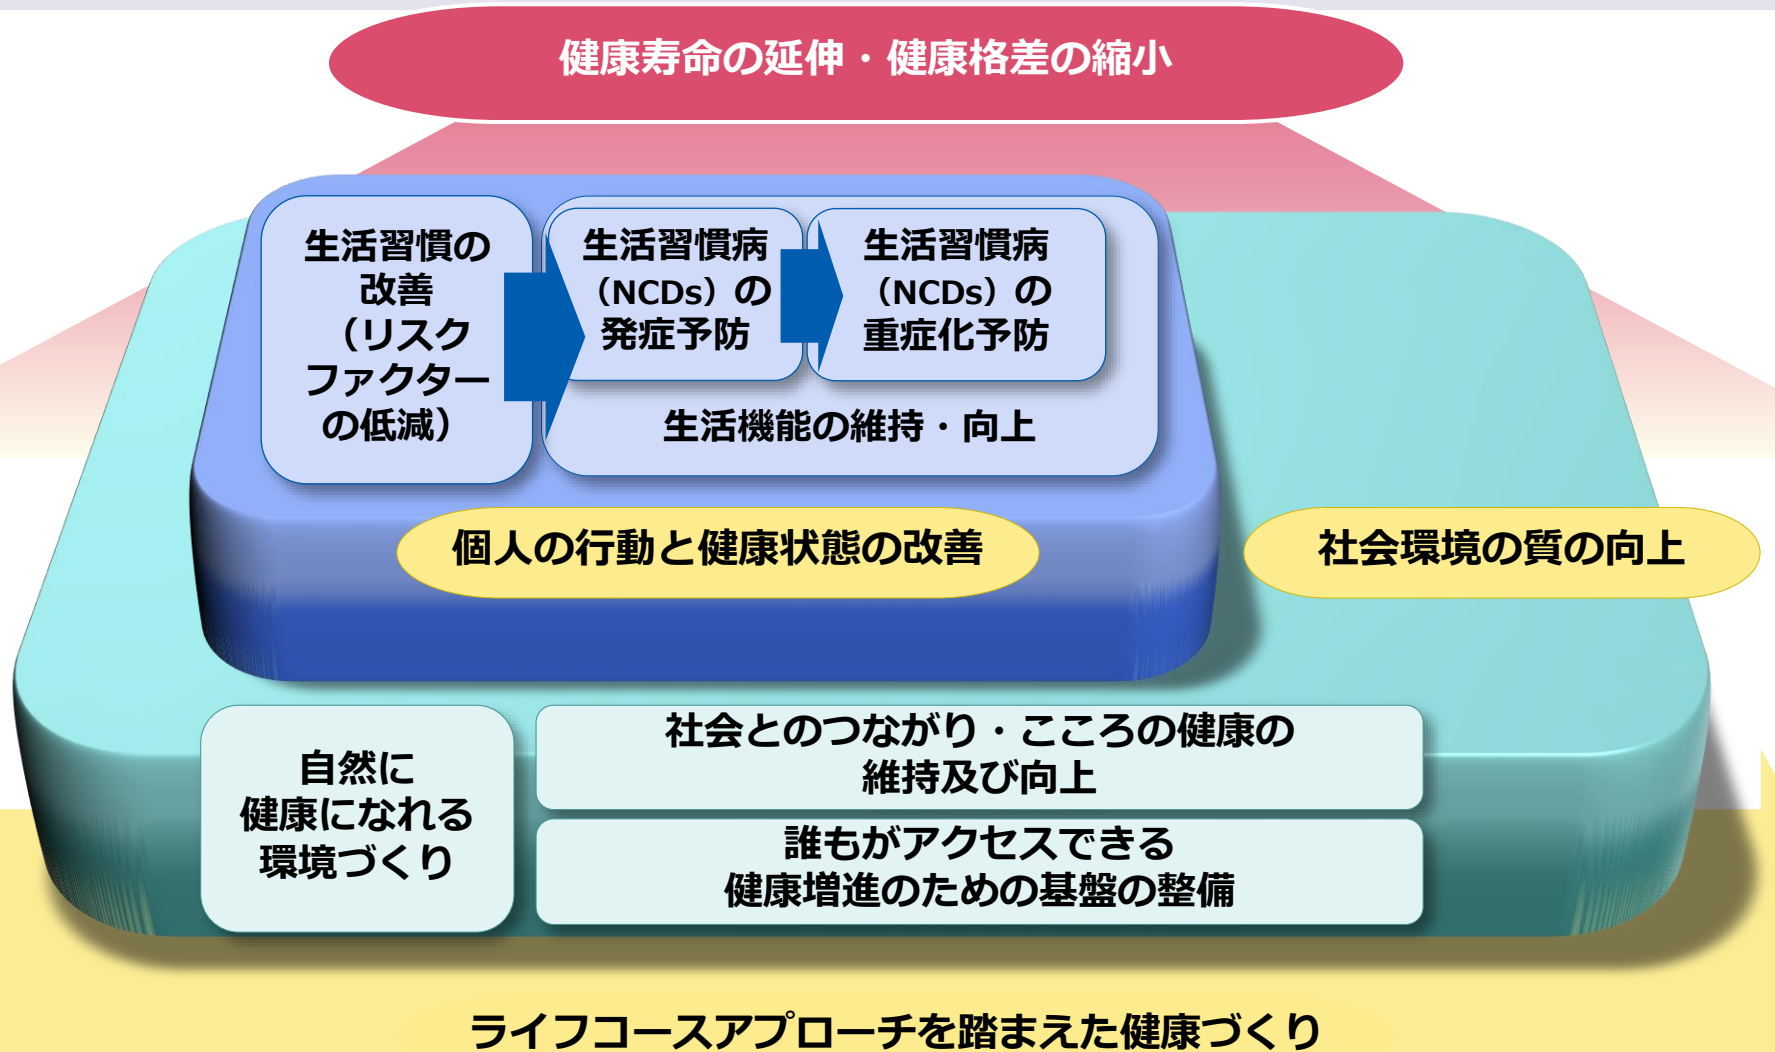 健康寿命の延伸・健康格差の縮小
生活習慣の
改善
（リスク
ファクター
の低減）
生活習慣病
（NCDs）の
発症予防
生活習慣病
（NCDs）の
重症化予防
生活機能の維持・向上
個人の行動と健康状態の改善
社会環境の質の向上
自然に
健康になれる
環境づくり
社会とのつながり・こころの健康の
維持及び向上
誰もがアクセスできる
健康増進のための基盤の整備
ライフコースアプローチを踏まえた健康づくり